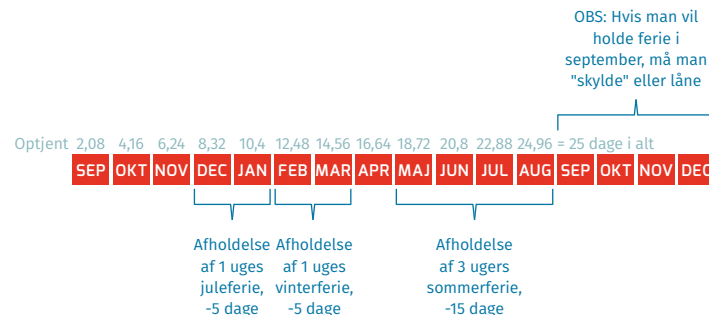 OBS: Hvis man vil
holde ferie i
september, må man
"skylde" eller låne
Optjent 2,08 4,16 6,24 8,32 10,4 12,48 14,56 16,64 18,72 20,8 22,88 24,96 = 25 dage i alt
SEP OKT NOV DEC JAN FEB MAR APR MAJ JUN JUL AUG SEP OKT NOV DEC
Afholdelse
af 1 uges
juleferie,
-5 dage
Afholdelse
af 1 uges
vinterferie,
-5 dage
Afholdelse
af 3 ugers
sommerferie,
-15 dage